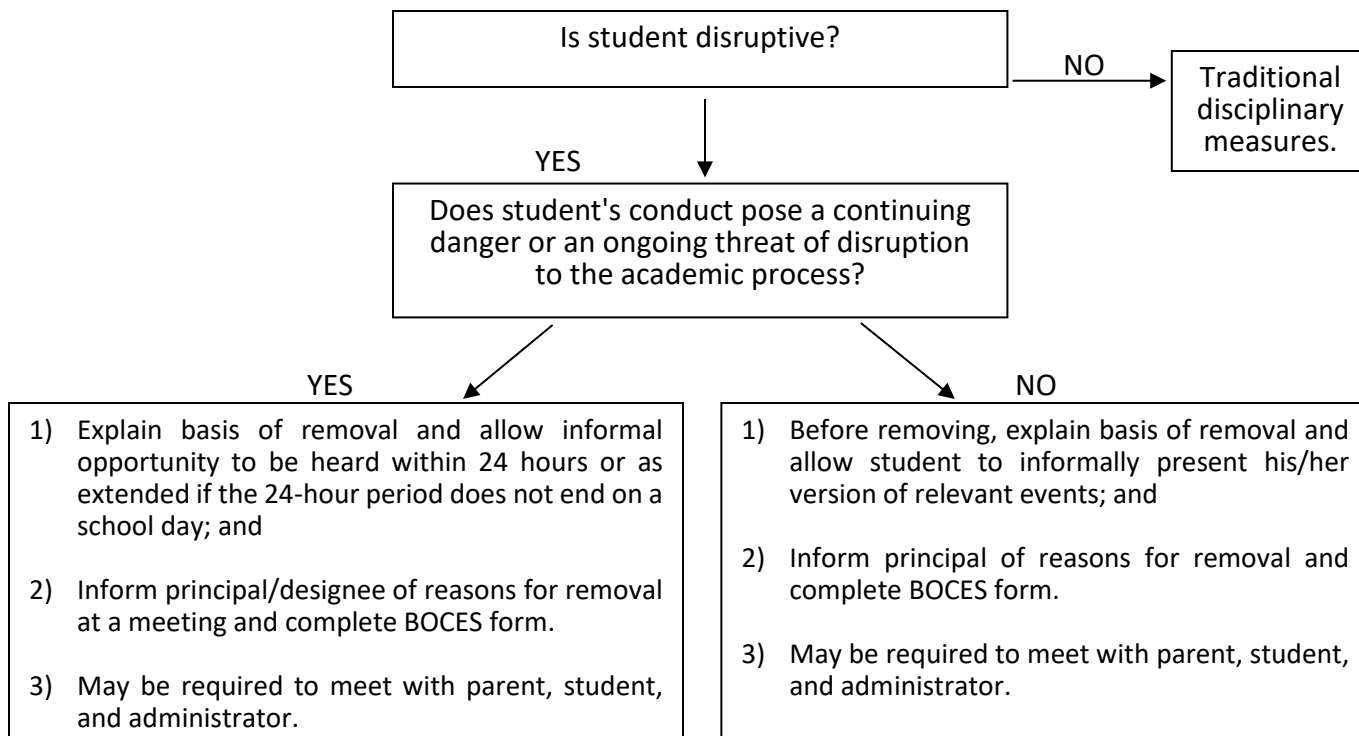 Is student disruptive?
NO
Traditional
disciplinary
measures.
YES
Does student's conduct pose a continuing
danger or an ongoing threat of disruption
to the academic process?
YES
1) Explain basis of removal and allow informal
opportunity to be heard within 24 hours or as
extended if the 24-hour period does not end on a
school day; and
2) Inform principal/designee of reasons for removal
at a meeting and complete BOCES form.
3) May be required to meet with parent, student,
and administrator.
NO
1) Before removing, explain basis of removal and
allow student to informally present his/her
version of relevant events; and
2) Inform principal of reasons for removal and
complete BOCES form.
3) May be required to meet with parent, student,
and administrator.